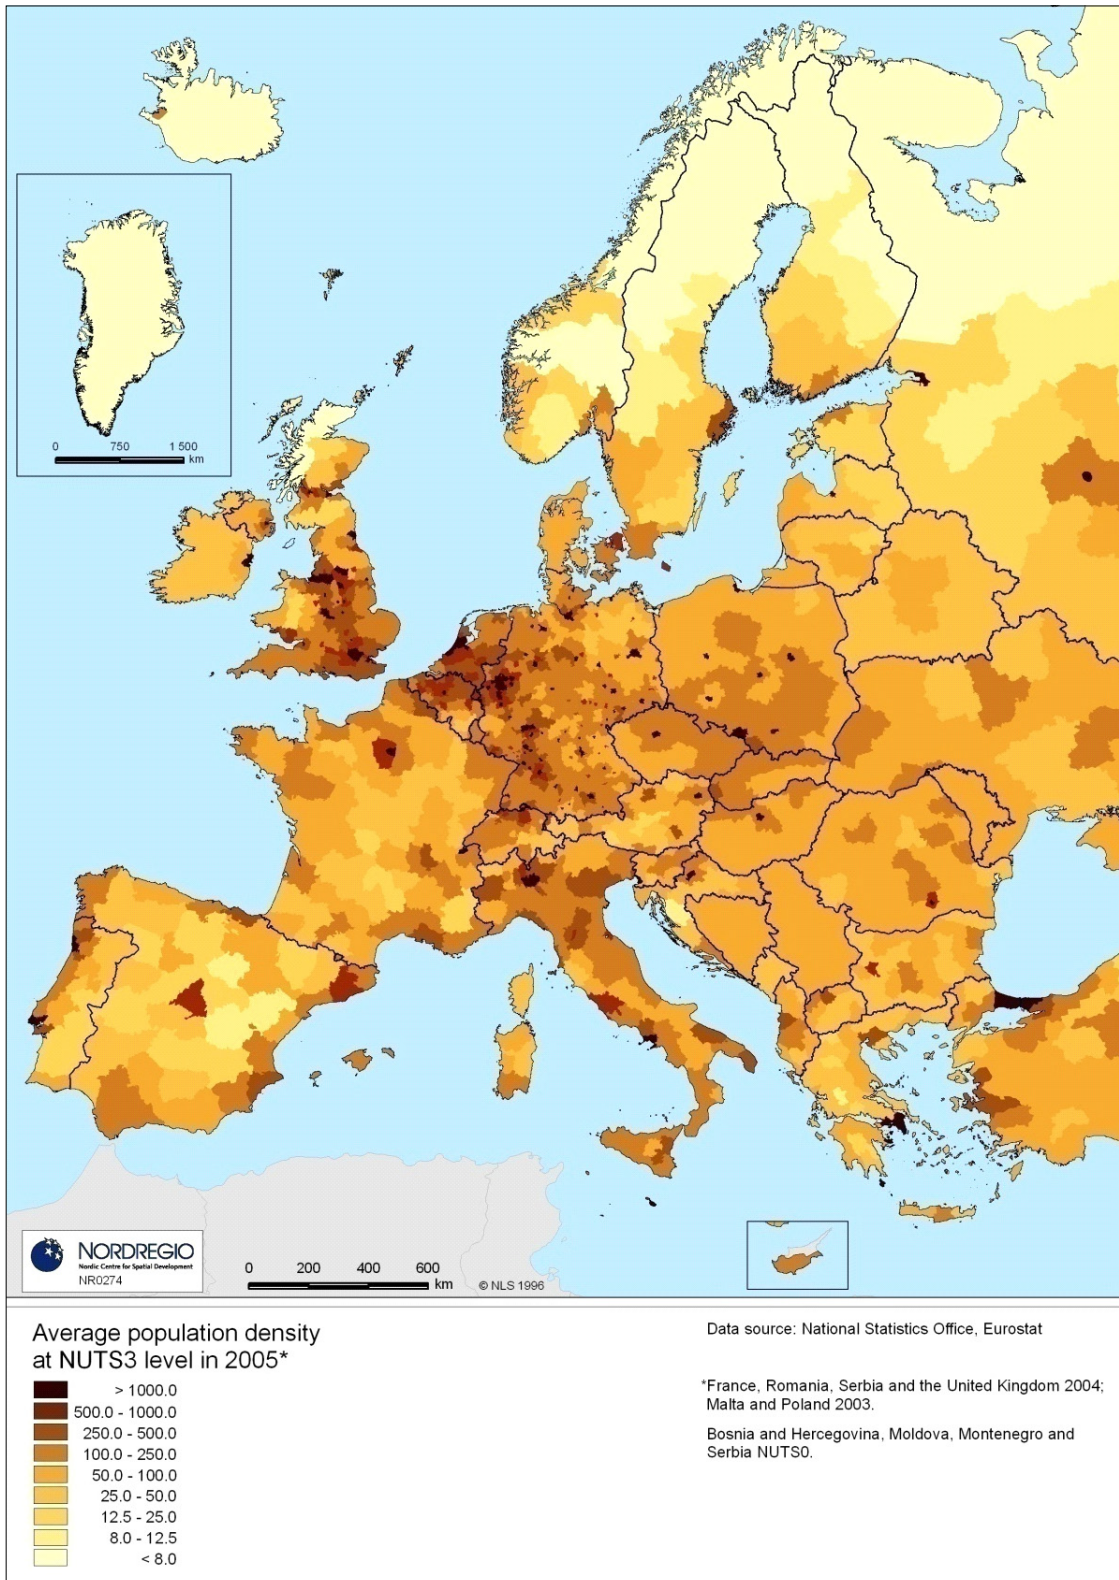 0 750 1 500
km
NORDREGIO
Nordic Centre for Spatial Development
NR0274
0 200 400 600
km
© NLS 1996
Average population density
at NUTS3 level in 2005*
> 1000.0
500.0 - 1000.0
250.0 - 500.0
100.0 - 250.0
50.0 - 100.0
25.0 - 50.0
12.5 - 25.0
8.0 - 12.5
< 8.0
Data source: National Statistics Office, Eurostat
*France, Romania, Serbia and the United Kingdom 2004;
Malta and Poland 2003.
Bosnia and Hercegovina, Moldova, Montenegro and
Serbia NUTS0.